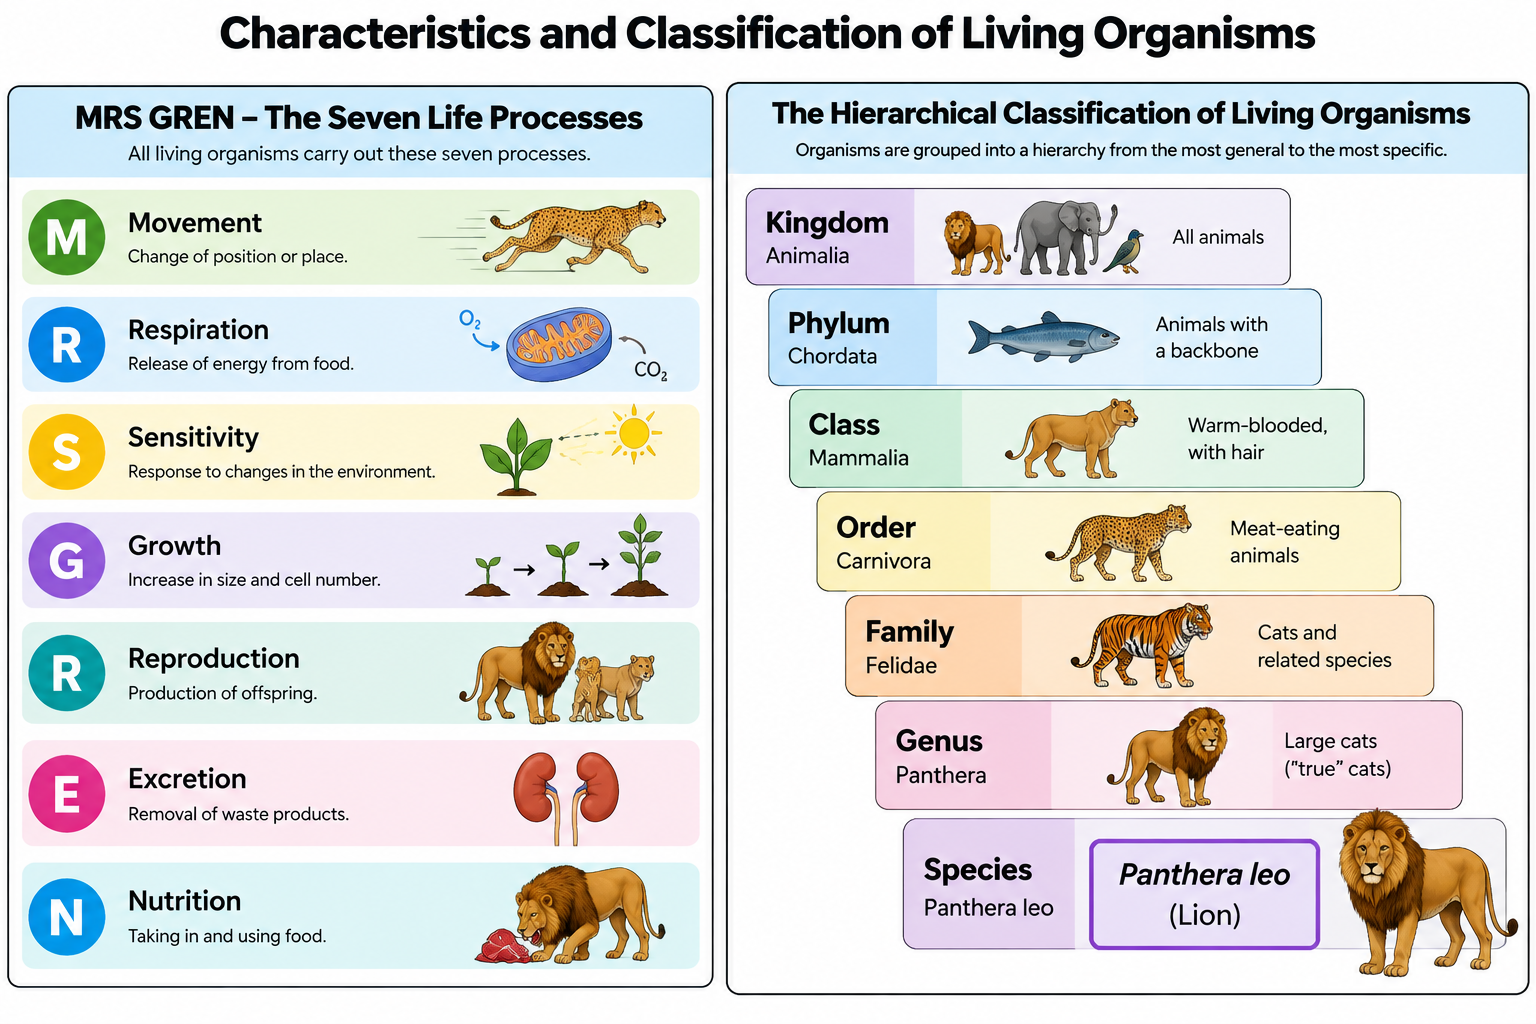 Characteristics and Classification of Living Organisms
MRS GREN – The Seven Life Processes
All living organisms carry out these seven processes.
M
Movement
Change of position or place.
R
Respiration
Release of energy from food.
O₂
CO₂
S
Sensitivity
Response to changes in the environment.
G
Growth
Increase in size and cell number.
R
Reproduction
Production of offspring.
E
Excretion
Removal of waste products.
N
Nutrition
Taking in and using food.
The Hierarchical Classification of Living Organisms
Organisms are grouped into a hierarchy from the most general to the most specific.
Kingdom
Animalia
All animals
Phylum
Chordata
Animals with
a backbone
Class
Mammalia
Warm-blooded,
with hair
Order
Carnivora
Meat-eating
animals
Family
Felidae
Cats and
related species
Genus
Panthera
Large cats
("true” cats)
Species
Panthera leo
Panthera leo
(Lion)